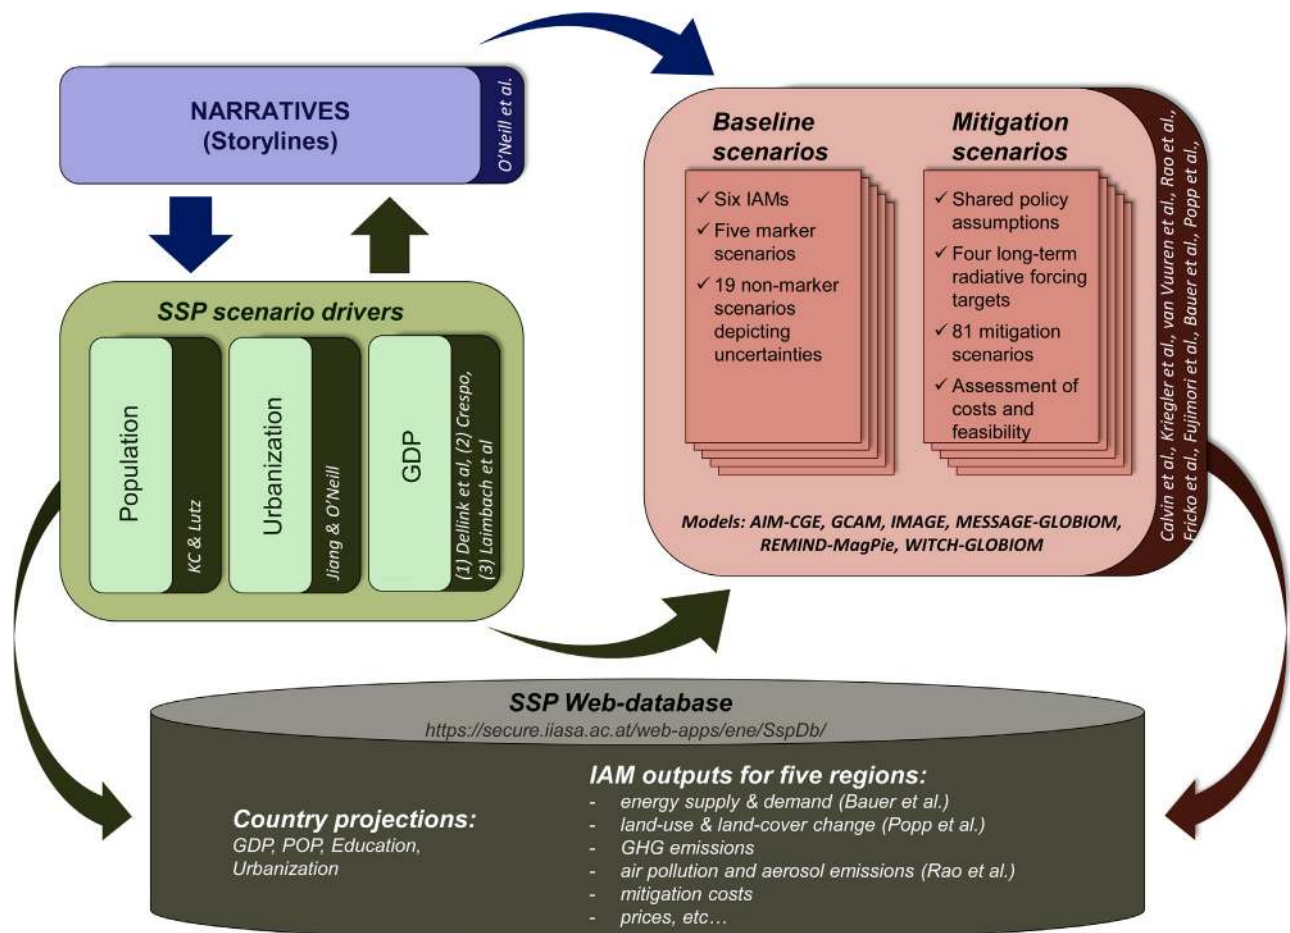 NARRATIVES
(Storylines)
O'Neill et al.
SSP scenario drivers
Population
KC & Lutz
Urbanization
Jiang & O'Neill
GDP
(1) Dellink et al, (2) Crespo,
(3) Laimbach et al
Baseline
scenarios
✓ Six IAMs
✓ Five marker
scenarios
✓ 19 non-marker
scenarios
depicting
uncertainties
Mitigation
scenarios
✓ Shared policy
assumptions
✓ Four long-term
radiative forcing
targets
✓ 81 mitigation
scenarios
✓ Assessment of
costs and
feasibility
Models: AIM-CGE, GCAM, IMAGE, MESSAGE-GLOBIOM,
REMIND-MagPie, WITCH-GLOBIOM
Calvin et al., Kriegler et al., van Vuuren et al., Rao et al.,
Fricko et al., Fujimori et al., Bauer et al., Popp et al.,
SSP Web-database
https://secure.iiasa.ac.at/web-apps/ene/SspDb/
Country projections:
GDP, POP, Education,
Urbanization
IAM outputs for five regions:
- energy supply & demand (Bauer et al.)
- land-use & land-cover change (Popp et al.)
- GHG emissions
- air pollution and aerosol emissions (Rao et al.)
- mitigation costs
- prices, etc…